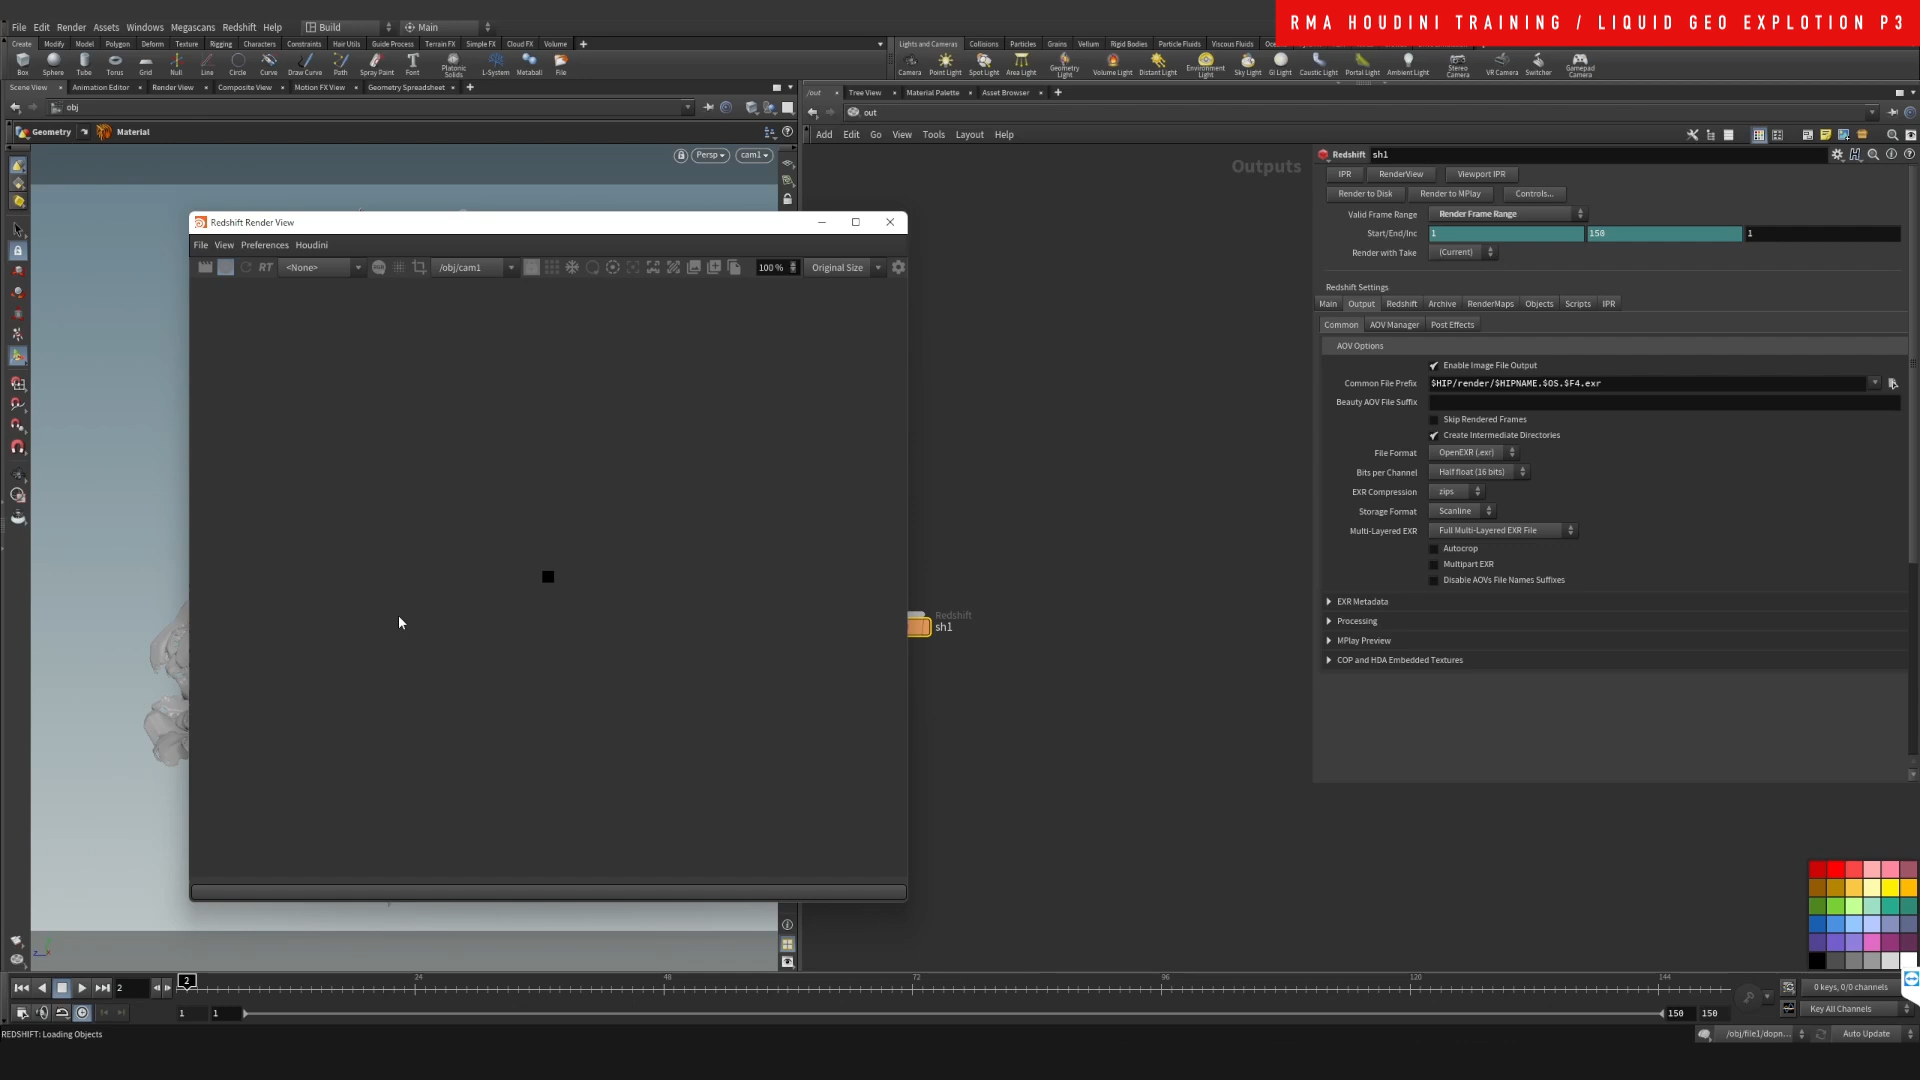 RMA HOUDINI TRAINING / LIQUID GEO EXPLOTION P3
File Edit Render Assets Windows Megascans Redshift Help Build Main
Create Modify Model Polygon Deform Texture Rigging Characters Constraints Hair Utils Guide Process Terrain FX Simple FX Cloud FX Volume
Lights and Cameras Collisions Particles Grains Vellum Rigid Bodies Particle Fluids Viscous Fluids
Box Sphere Tube Torus Grid Null Line Circle Curve Draw Curve Path Spray Paint Font Platonic Solids L-System Metaball File
Camera Point Light Spot Light Area Light Geometry Light Volume Light Distant Light Environment Light Sky Light GI Light Caustic Light Portal Light Ambient Light Stereo Camera VR Camera Switcher Gamepad Camera
Scene View Animation Editor Render View Composite View Motion FX View Geometry Spreadsheet
/out Tree View Material Palette Asset Browser
obj
out
Geometry Material
Add Edit Go View Tools Layout Help
Persp cam1
Outputs
Redshift sh1
IPR RenderView Viewport IPR
Render to Disk Render to MPlay Controls...
Valid Frame Range Render Frame Range
Start/End/Inc 1 150 1
Render with Take (Current)
Redshift Settings
Main Output Redshift Archive RenderMaps Objects Scripts IPR
Common AOV Manager Post Effects
AOV Options
Enable Image File Output
Common File Prefix $HIP/render/$HIPNAME.$OS.$F4.exr
Beauty AOV File Suffix
Skip Rendered Frames
Create Intermediate Directories
File Format OpenEXR (.exr)
Bits per Channel Half float (16 bits)
EXR Compression zips
Storage Format Scanline
Multi-Layered EXR Full Multi-Layered EXR File
Autocrop
Multipart EXR
Disable AOVs File Names Suffixes
EXR Metadata
Processing
MPlay Preview
COP and HDA Embedded Textures
Redshift Render View
File View Preferences Houdini
RT <None> /obj/cam1 100 % Original Size
Redshift
sh1
2 2 24 48 72 96 120 144
0 keys, 0/0 channels
1 1 150 150
Key All Channels
REDSHIFT: Loading Objects
/obj/file1/dopn...
Auto Update